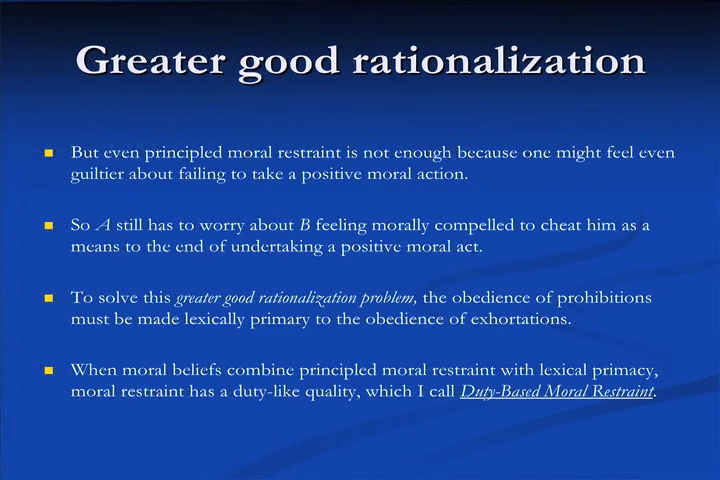 Greater good rationalization
But even principled moral restraint is not enough because one might feel even
guiltier about failing to take a positive moral action.
So A still has to worry about B feeling morally compelled to cheat him as a
means to the end of undertaking a positive moral act.
To solve this greater good rationalization problem, the obedience of prohibitions
must be made lexically primary to the obedience of exhortations.
When moral beliefs combine principled moral restraint with lexical primacy,
moral restraint has a duty-like quality, which I call Duty-Based Moral Restraint.